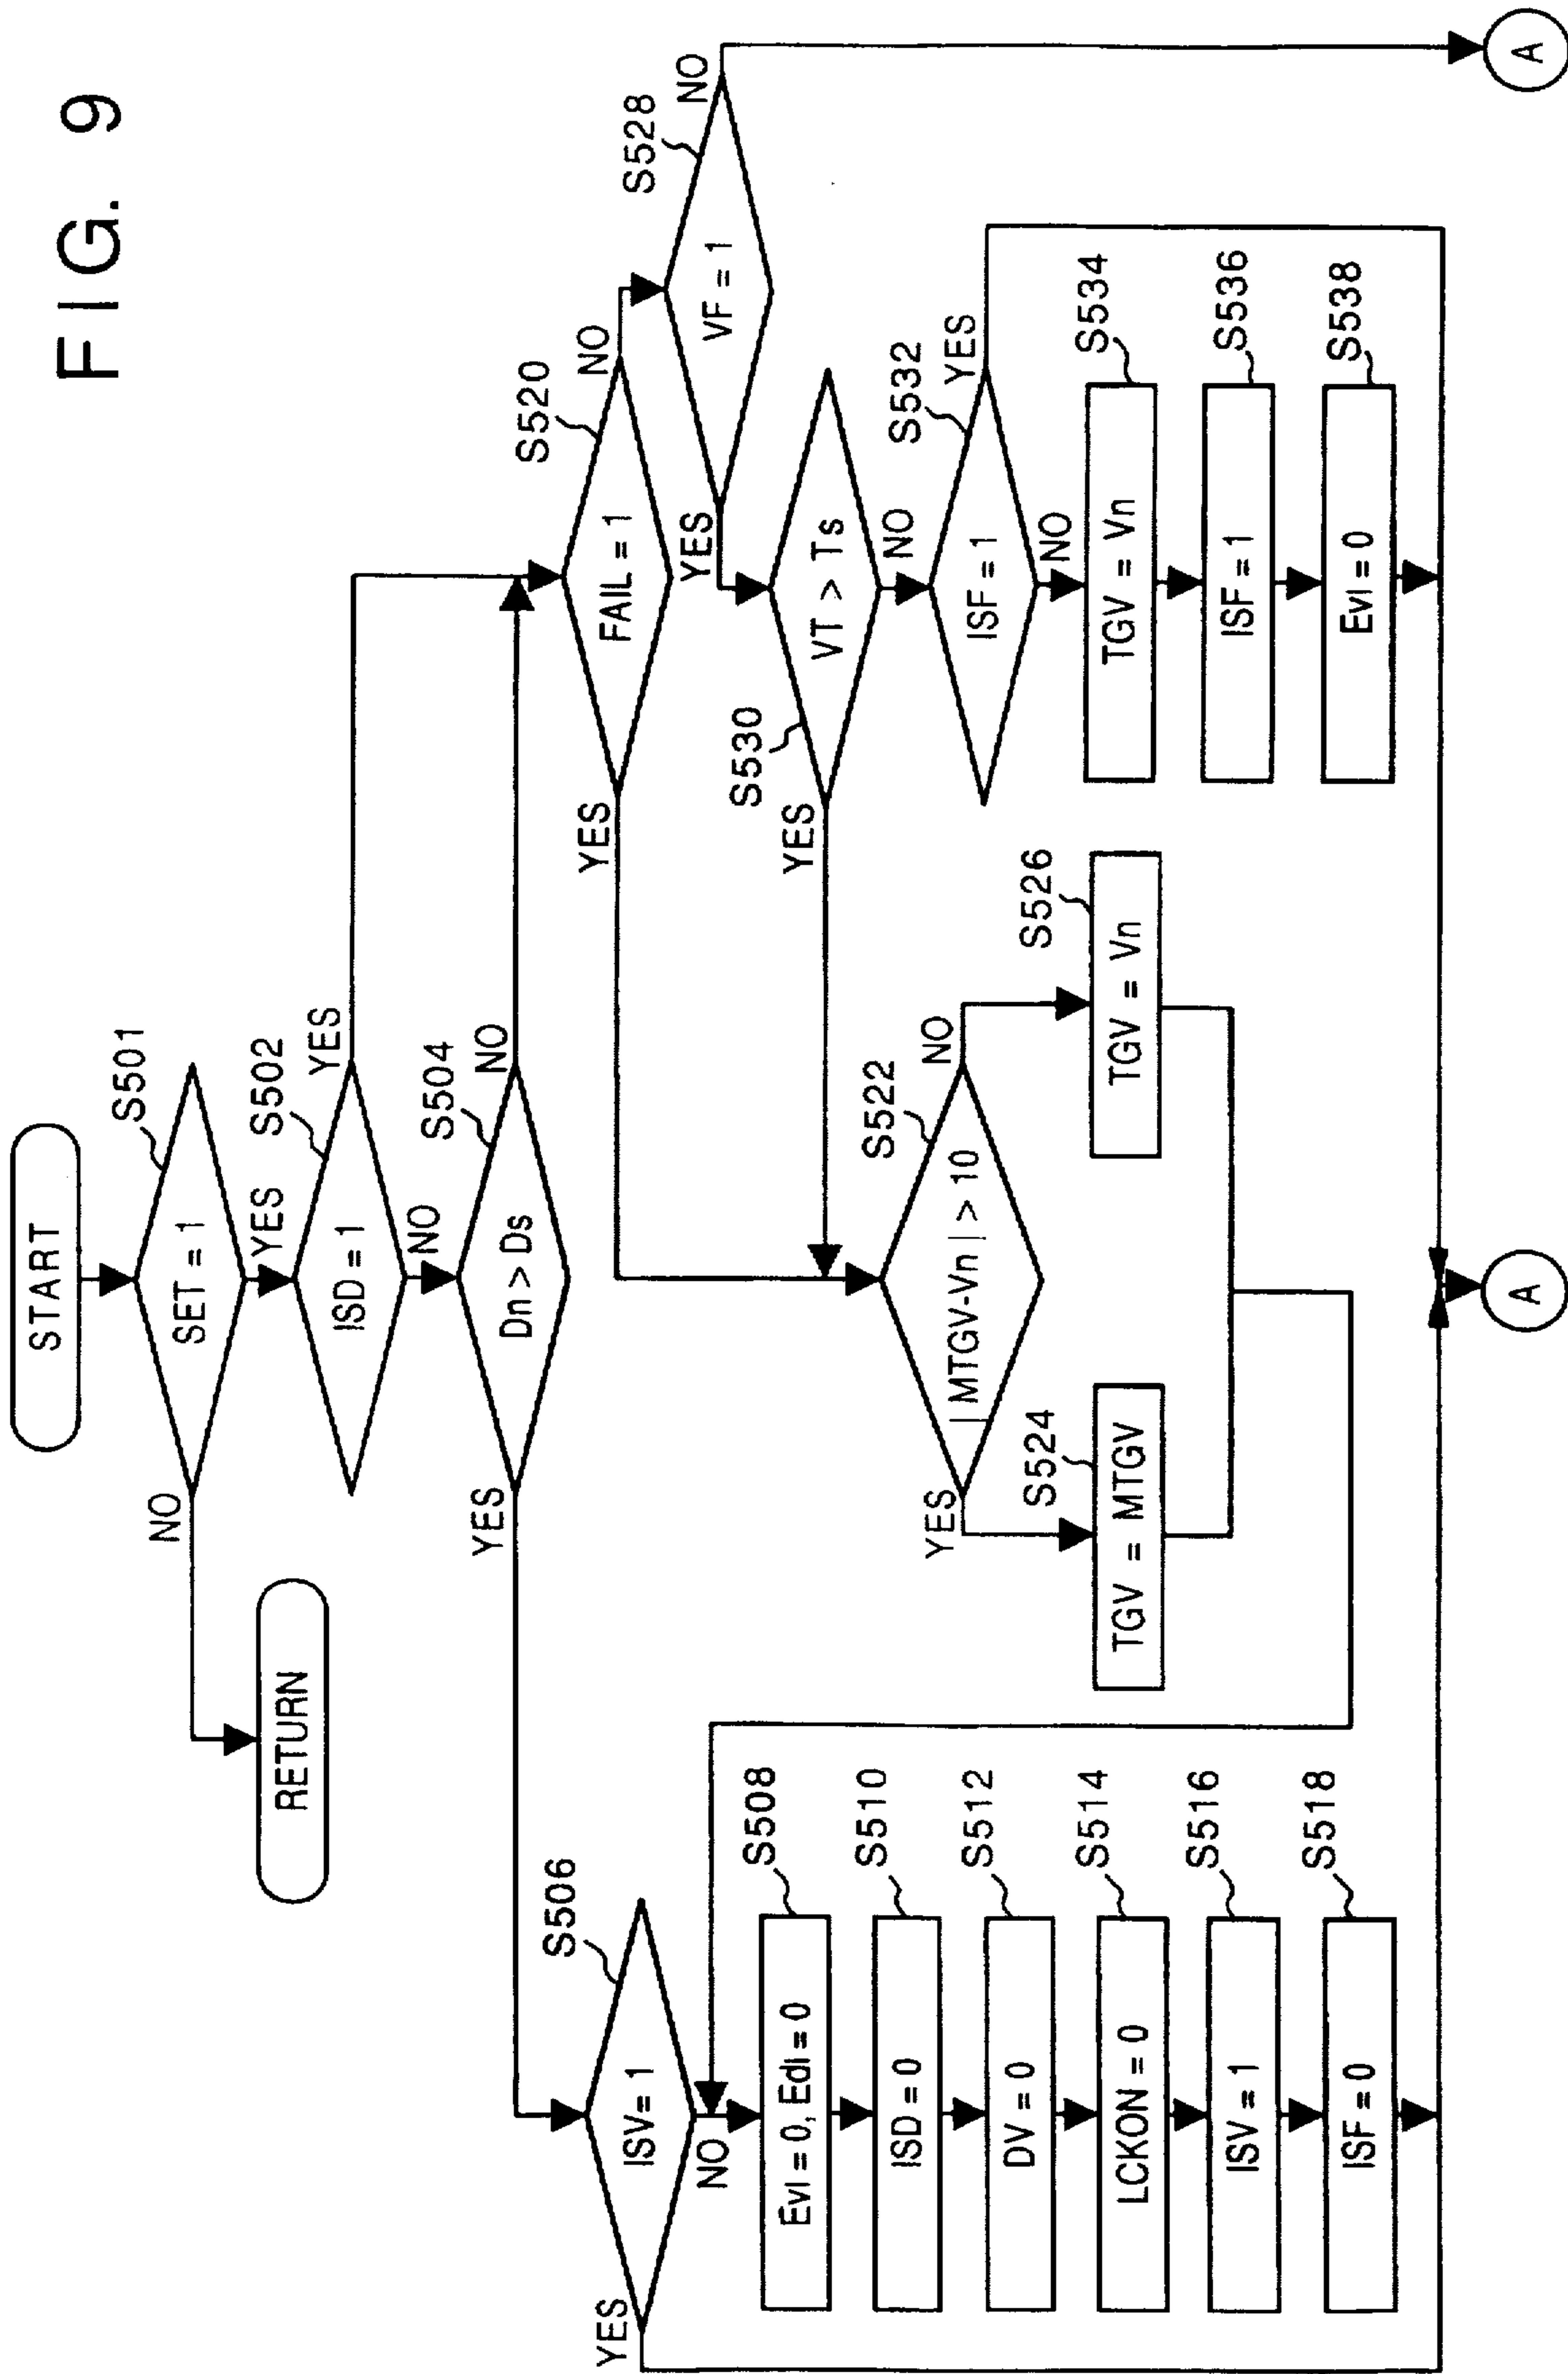 FIG. 9
START
S501
SET = 1
NO
YES
RETURN
S502
ISD = 1
YES
NO
S504
Dn > Ds
YES
NO
S506
ISV = 1
YES
NO
S508
EvI = 0, EdI = 0
S510
ISD = 0
S512
DV = 0
S514
LCKON = 0
S516
ISV = 1
S518
ISF = 0
S520
FAIL = 1
YES
NO
S522
| MTGV-Vn | > 10
YES
NO
S524
TGV = MTGV
S526
TGV = Vn
S528
VF = 1
YES
NO
S530
VT > Ts
YES
NO
S532
ISF = 1
YES
NO
S534
TGV = Vn
S536
ISF = 1
S538
EvI = 0
A
A